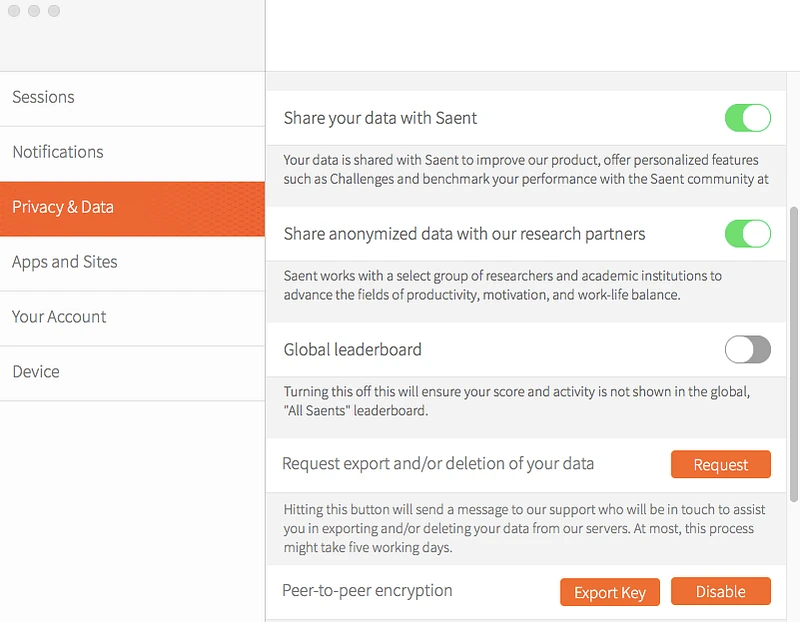 Sessions
Notifications
Privacy & Data
Apps and Sites
Your Account
Device
Share your data with Saent
Your data is shared with Saent to improve our product, offer personalized features
such as Challenges and benchmark your performance with the Saent community at
Share anonymized data with our research partners
Saent works with a select group of researchers and academic institutions to
advance the fields of productivity, motivation, and work-life balance.
Global leaderboard
Turning this off this will ensure your score and activity is not shown in the global,
"All Saents" leaderboard.
Request export and/or deletion of your data
Request
Hitting this button will send a message to our support who will be in touch to assist
you in exporting and/or deleting your data from our servers. At most, this process
might take five working days.
Peer-to-peer encryption
Export Key
Disable